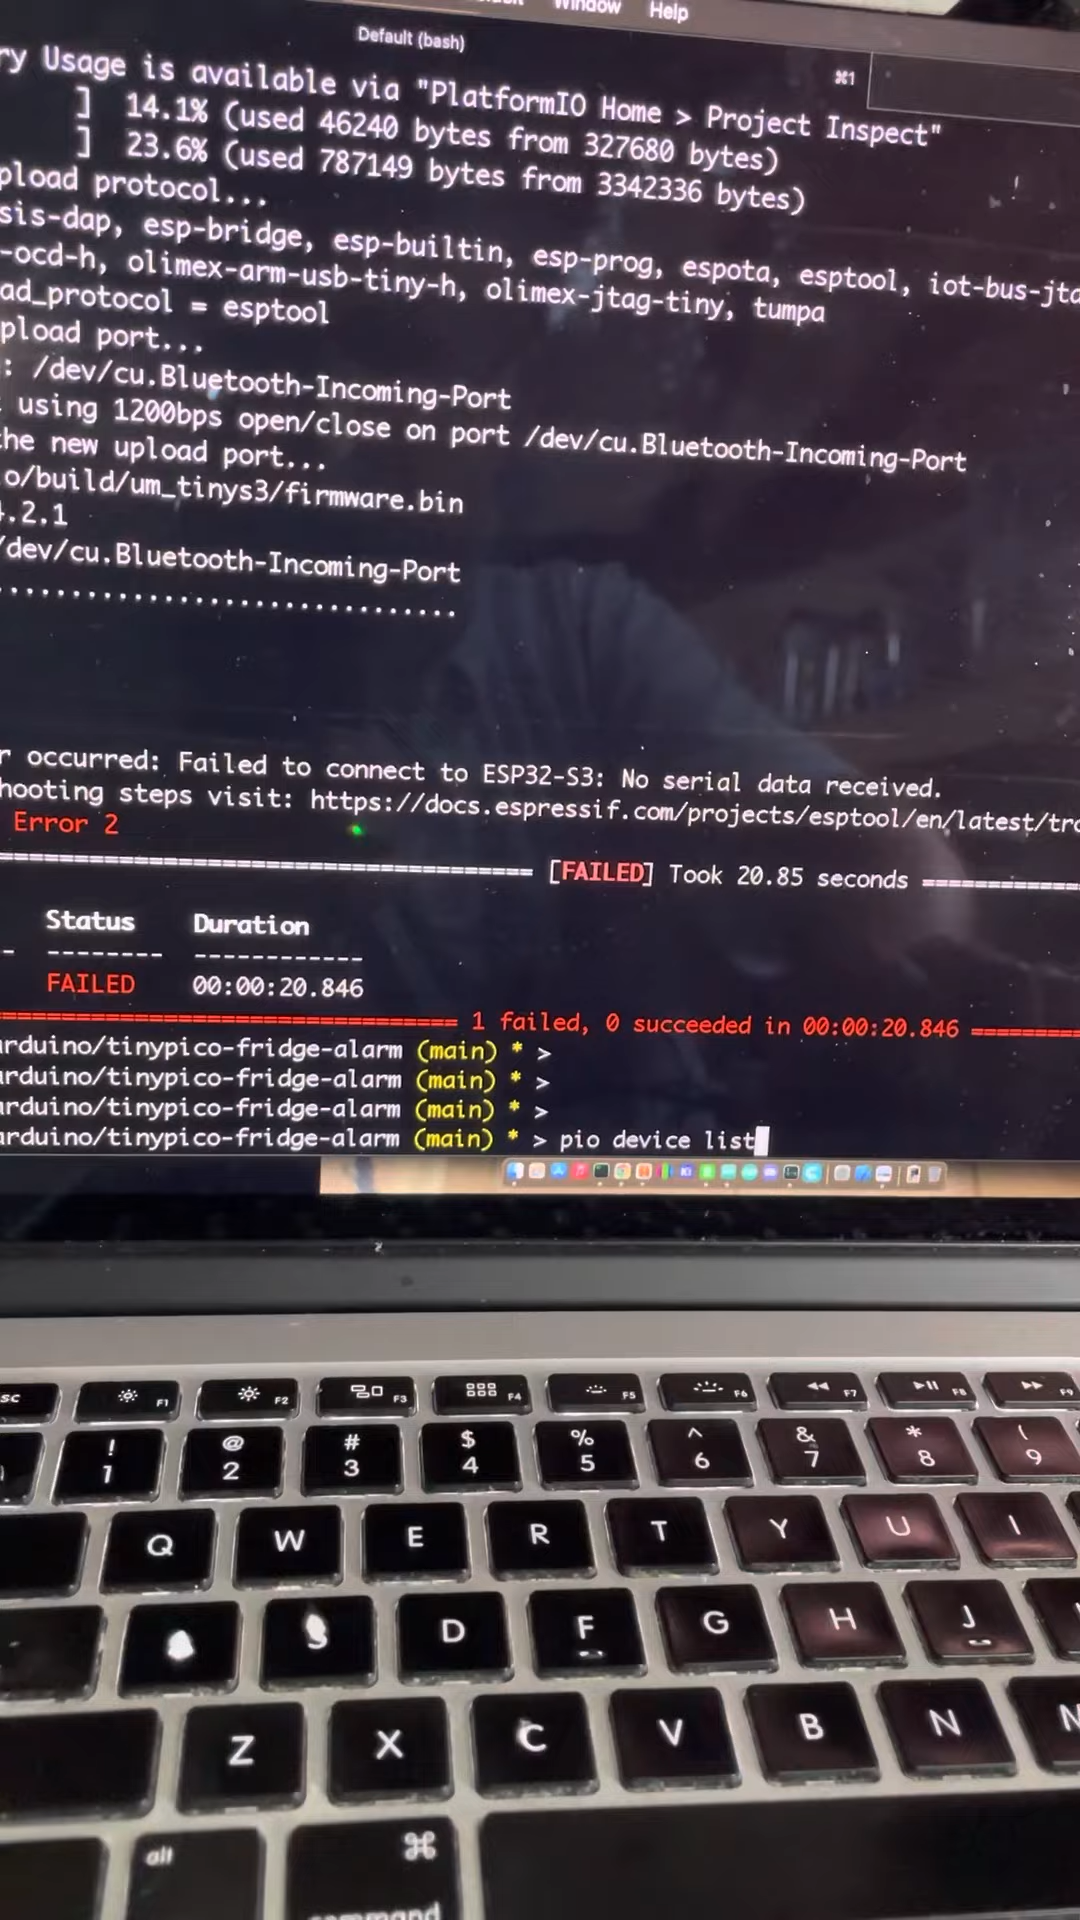 Window Help
Default (bash)
⌘1
ry Usage is available via "PlatformIO Home > Project Inspect"
] 14.1% (used 46240 bytes from 327680 bytes)
] 23.6% (used 787149 bytes from 3342336 bytes)
pload protocol...
sis-dap, esp-bridge, esp-builtin, esp-prog, espota, esptool, iot-bus-jta
-ocd-h, olimex-arm-usb-tiny-h, olimex-jtag-tiny, tumpa
ad_protocol = esptool
pload port...
: /dev/cu.Bluetooth-Incoming-Port
using 1200bps open/close on port /dev/cu.Bluetooth-Incoming-Port
he new upload port...
o/build/um_tinys3/firmware.bin
.2.1
/dev/cu.Bluetooth-Incoming-Port
......................................
r occurred: Failed to connect to ESP32-S3: No serial data received.
hooting steps visit: https://docs.espressif.com/projects/esptool/en/latest/tro
Error 2
[FAILED] Took 20.85 seconds
Status Duration
- -------- ------------
FAILED 00:00:20.846
1 failed, 0 succeeded in 00:00:20.846
arduino/tinypico-fridge-alarm (main) * >
arduino/tinypico-fridge-alarm (main) * >
arduino/tinypico-fridge-alarm (main) * >
arduino/tinypico-fridge-alarm (main) * > pio device list
sc F1 F2 F3 F4 F5 F6 F7 F8 F9
! @ # $ % ^ & * (
1 2 3 4 5 6 7 8 9
Q W E R T Y U I
S D F G H J
Z X C V B N
alt ⌘
command